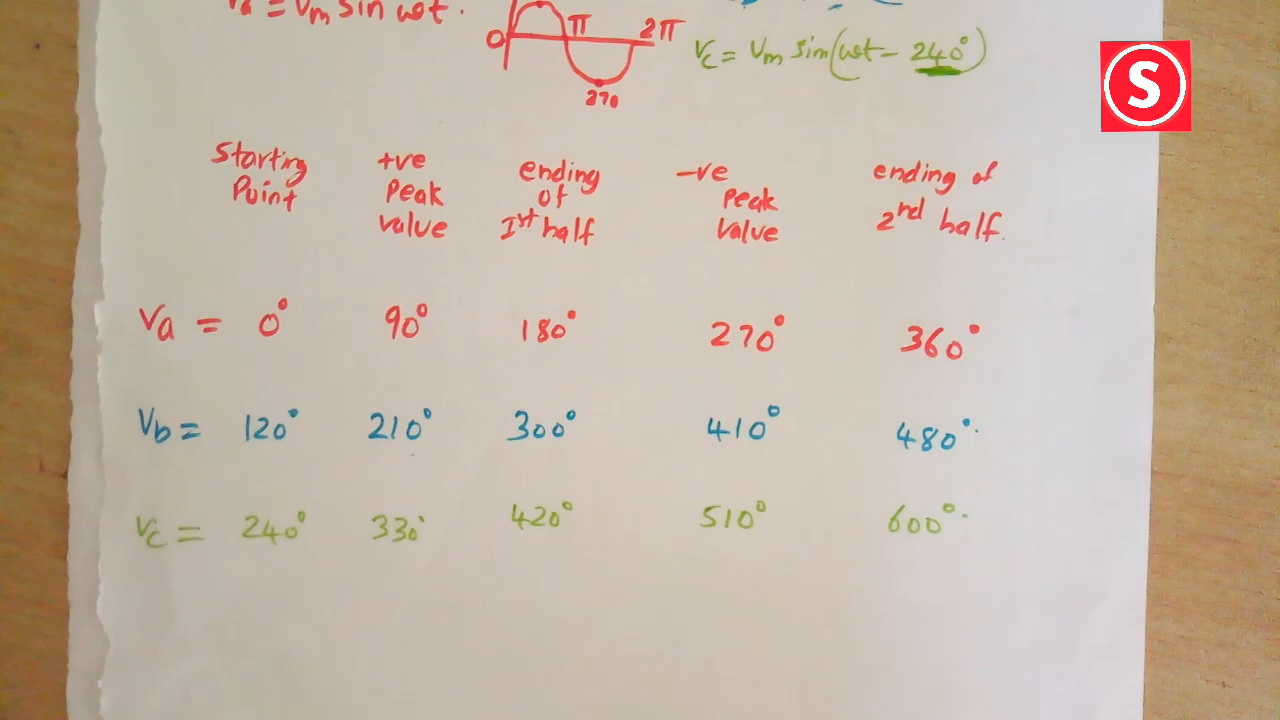 Va = Vm sin ωt.
0 π 2π
270
Vc = Vm sin(ωt - 240°)
S
Starting Point
+ve Peak value
ending of Ist half
-ve Peak value
ending of 2nd half.
Va = 0° 90° 180° 270° 360°
Vb = 120° 210° 300° 410° 480°
Vc = 240° 330° 420° 510° 600°